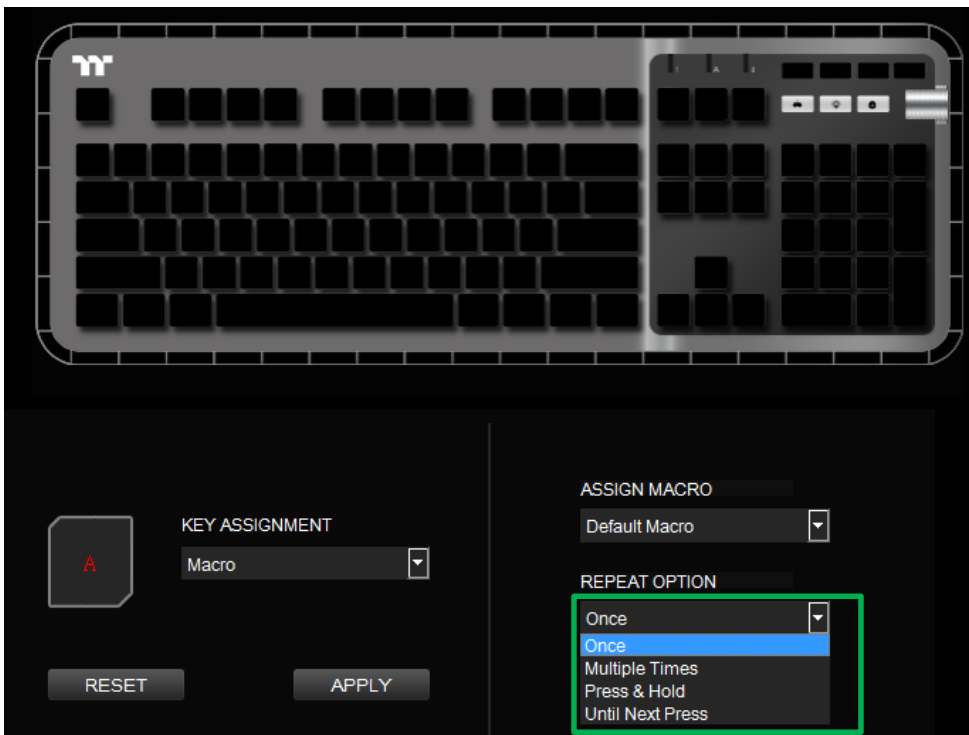 A
KEY ASSIGNMENT
Macro
RESET
APPLY
ASSIGN MACRO
Default Macro
REPEAT OPTION
Once
Once
Multiple Times
Press & Hold
Until Next Press